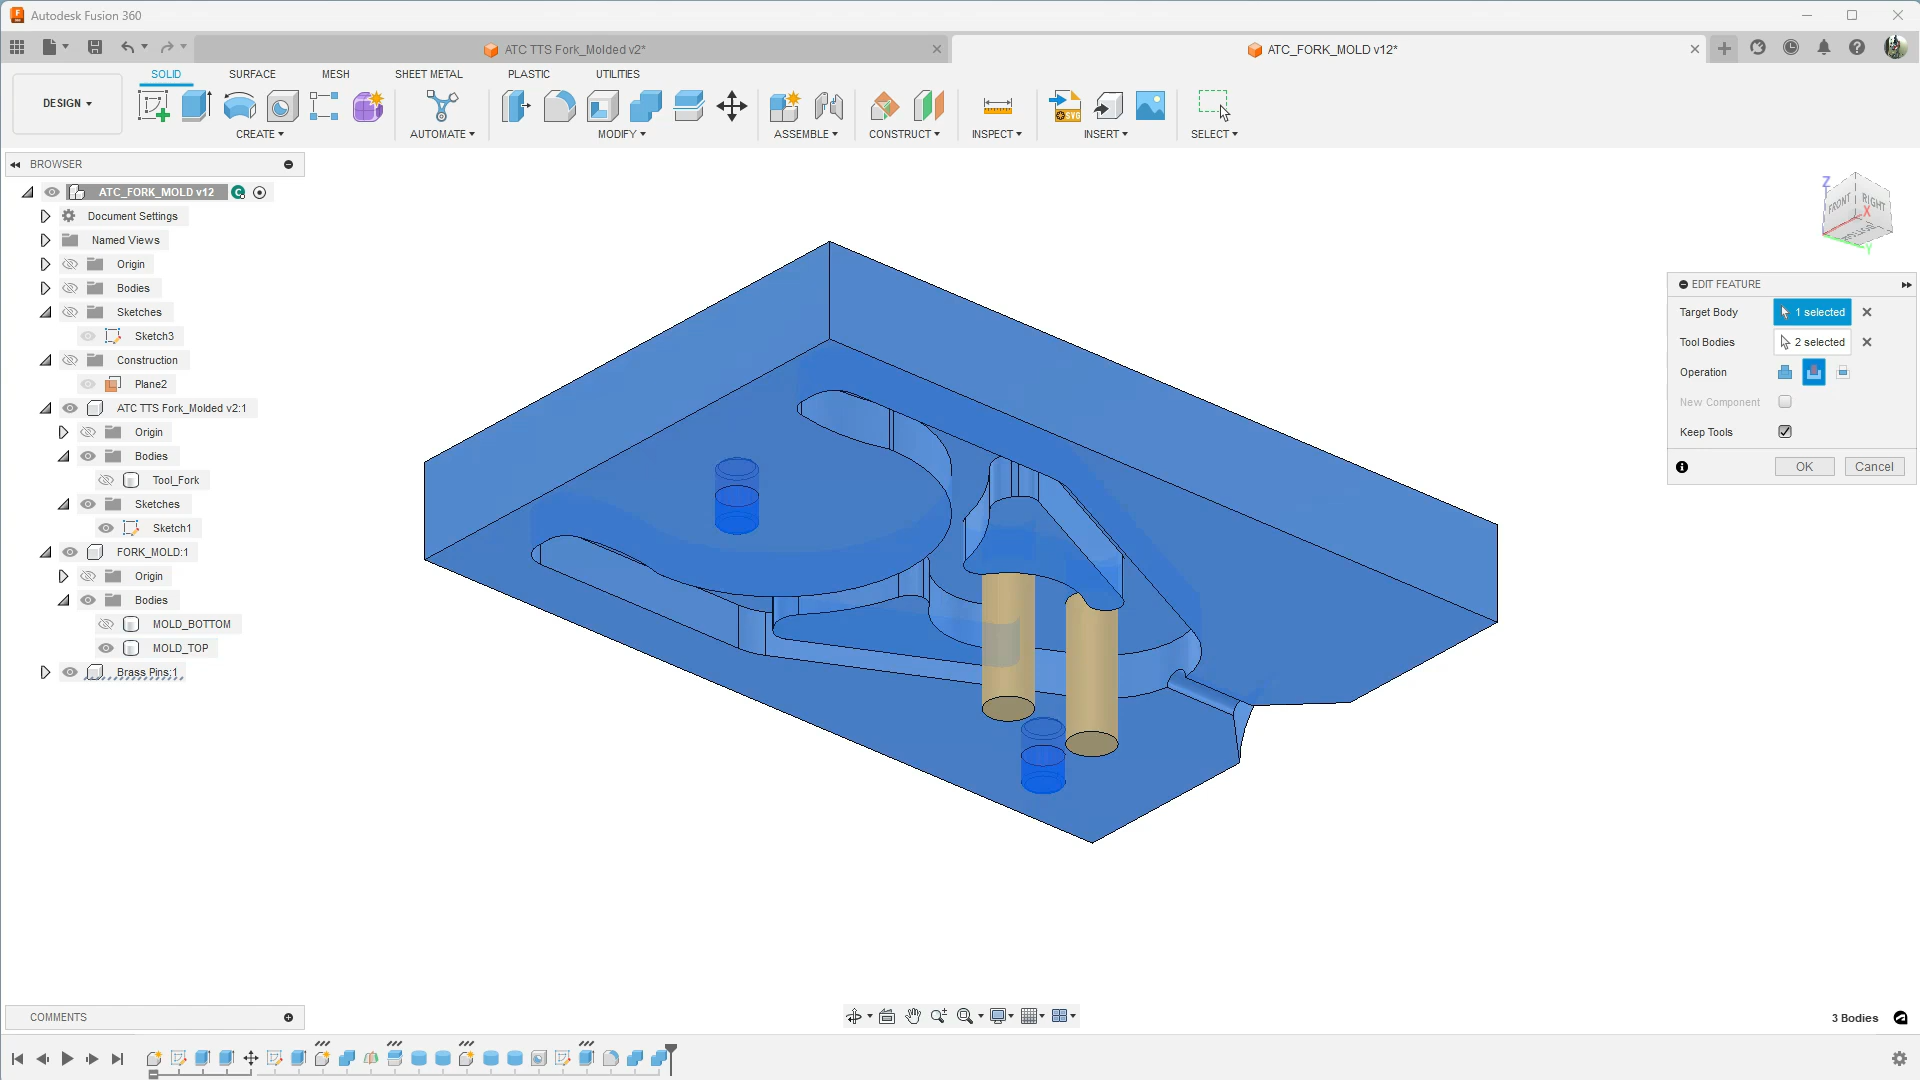 Autodesk Fusion 360
ATC TTS Fork_Molded v2*
ATC_FORK_MOLD v12*
SOLID SURFACE MESH SHEET METAL PLASTIC UTILITIES
DESIGN
CREATE AUTOMATE MODIFY ASSEMBLE CONSTRUCT INSPECT INSERT SELECT
SVG
BROWSER
ATC_FORK_MOLD v12
Document Settings
Named Views
Origin
Bodies
Sketches
Sketch3
Construction
Plane2
ATC TTS Fork_Molded v2:1
Origin
Bodies
Tool_Fork
Sketches
Sketch1
FORK_MOLD:1
Origin
Bodies
MOLD_BOTTOM
MOLD_TOP
Brass Pins:1
Z
FRONT RIGHT
X
BOTTOM
Y
EDIT FEATURE
Target Body 1 selected
Tool Bodies 2 selected
Operation
New Component
Keep Tools
OK Cancel
COMMENTS
3 Bodies